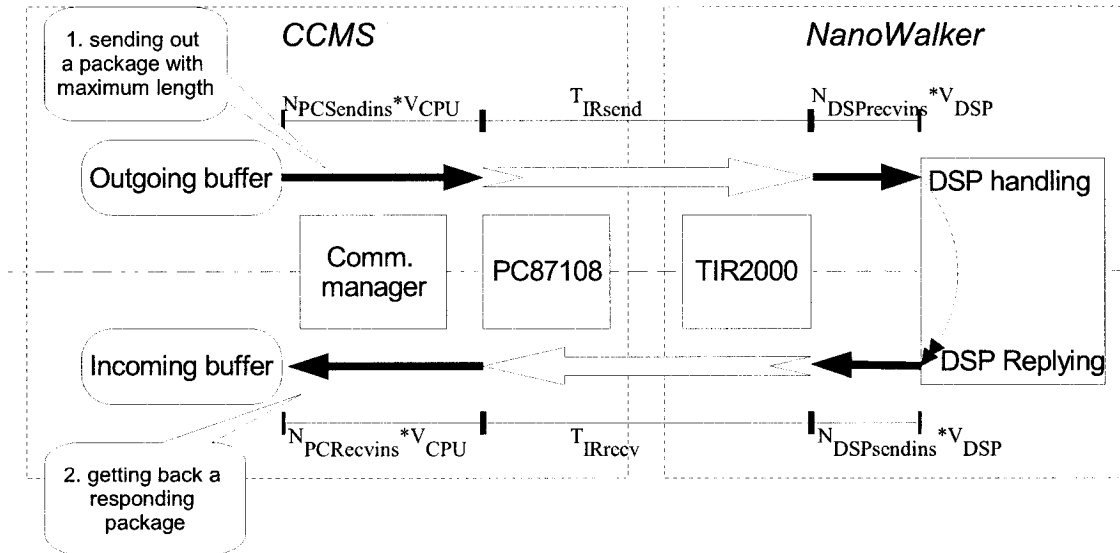 CCMS
NanoWalker
1. sending out
a package with
maximum length
NPCSendins*VCPU
TIRsend
NDSPrecvins*VDSP
Outgoing buffer
DSP handling
Comm.
manager
PC87108
TIR2000
Incoming buffer
DSP Replying
NPCRecvins*VCPU
TIRrecv
NDSPsendins*VDSP
2. getting back a
responding
package